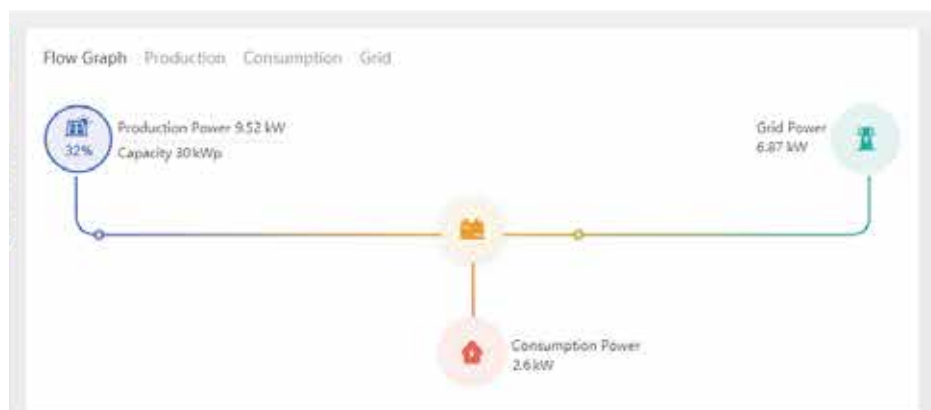 Flow Graph Production Consumption Grid
Production Power 9.52 kW
Capacity 30 kWp
32%
Grid Power
6.87 kW
Consumption Power
2.6 kW